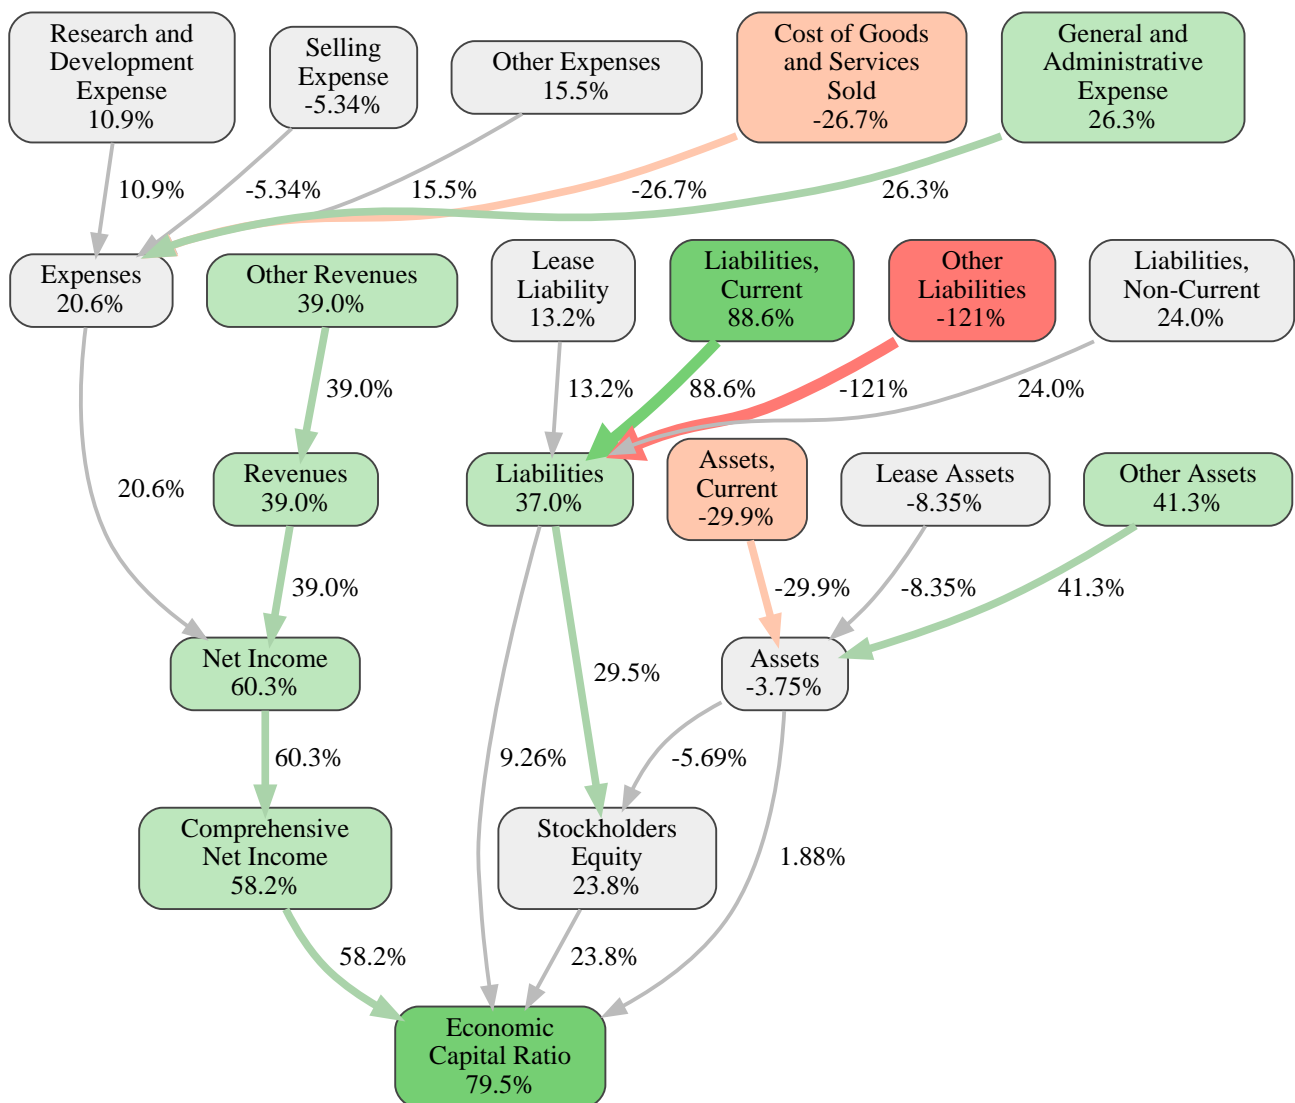 Research and
Development
Expense
10.9%
Selling
Expense
-5.34%
Other Expenses
15.5%
Cost of Goods
and Services
Sold
-26.7%
General and
Administrative
Expense
26.3%
10.9%
-5.34%
15.5%
-26.7%
26.3%
Expenses
20.6%
Other Revenues
39.0%
Lease
Liability
13.2%
Liabilities,
Current
88.6%
Other
Liabilities
-121%
Liabilities,
Non-Current
24.0%
39.0%
13.2%
88.6%
-121%
24.0%
Revenues
39.0%
Liabilities
37.0%
Assets,
Current
-29.9%
Lease Assets
-8.35%
Other Assets
41.3%
20.6%
39.0%
-29.9%
-8.35%
41.3%
Net Income
60.3%
29.5%
Assets
-3.75%
60.3%
9.26%
-5.69%
1.88%
Comprehensive
Net Income
58.2%
Stockholders
Equity
23.8%
58.2%
23.8%
Economic
Capital Ratio
79.5%